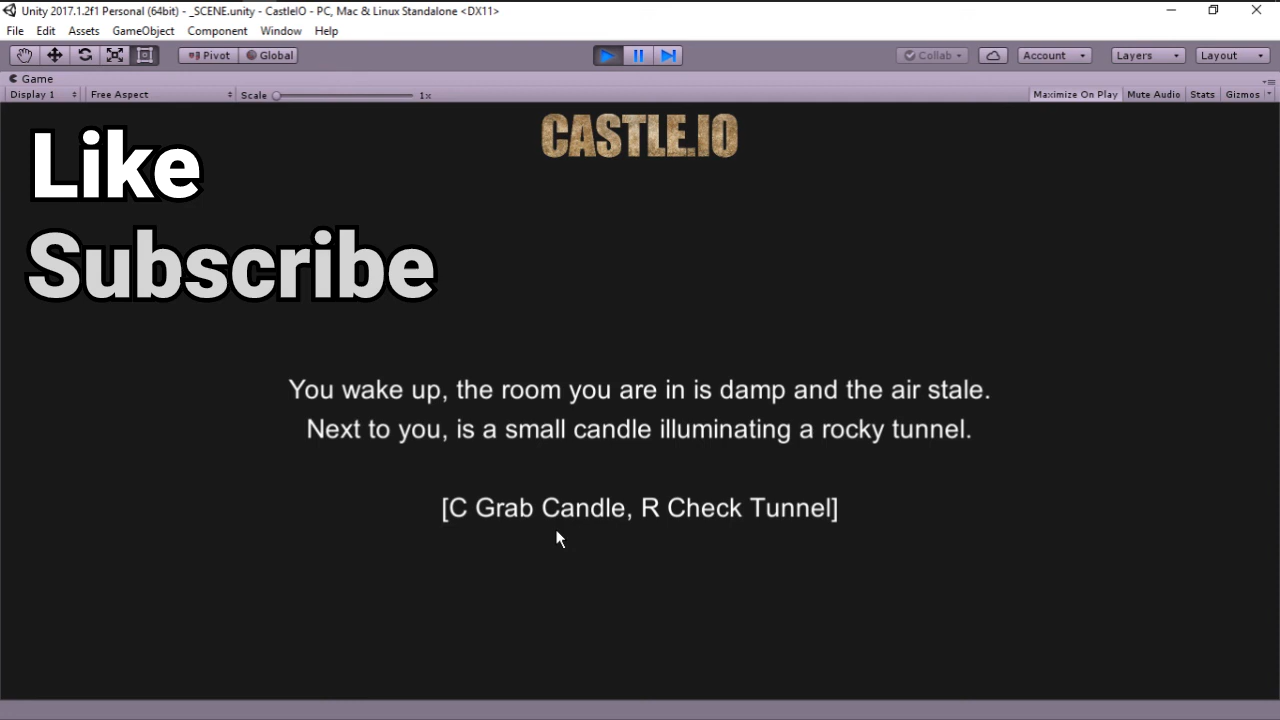 Unity 2017.1.2f1 Personal (64bit) - _SCENE.unity - CastleIO - PC, Mac & Linux Standalone <DX11>
File Edit Assets GameObject Component Window Help
Pivot Global Collab Account Layers Layout
Game
Display 1 Free Aspect Scale 1x Maximize On Play Mute Audio Stats Gizmos
CASTLE.IO
Like
Subscribe
You wake up, the room you are in is damp and the air stale.
Next to you, is a small candle illuminating a rocky tunnel.
[C Grab Candle, R Check Tunnel]